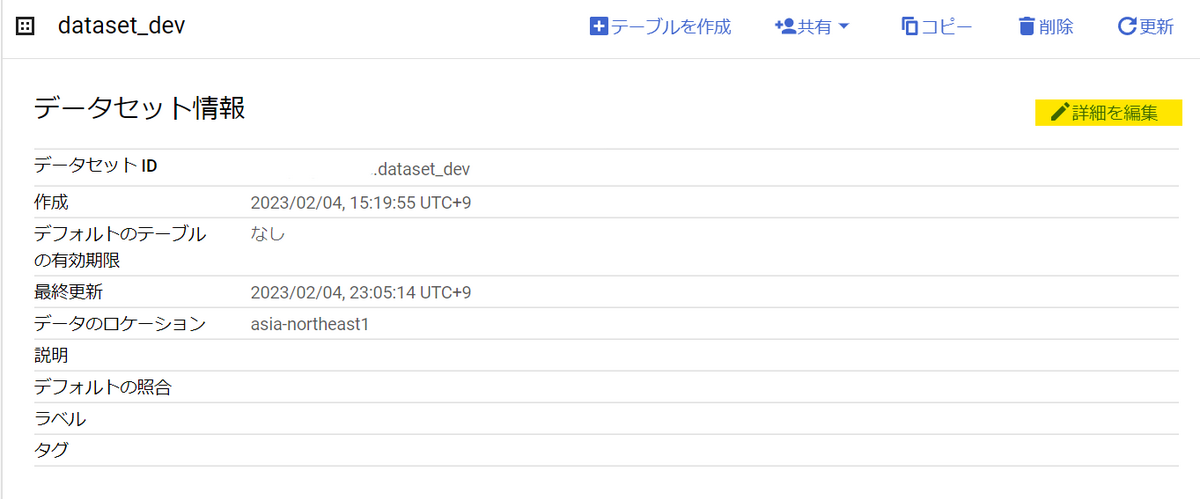 dataset_dev テーブルを作成 共有 コピー 削除 更新
データセット情報
詳細を編集
データセット ID .dataset_dev
作成 2023/02/04, 15:19:55 UTC+9
デフォルトのテーブル なし
の有効期限
最終更新 2023/02/04, 23:05:14 UTC+9
データのロケーション asia-northeast1
説明
デフォルトの照合
ラベル
タグ